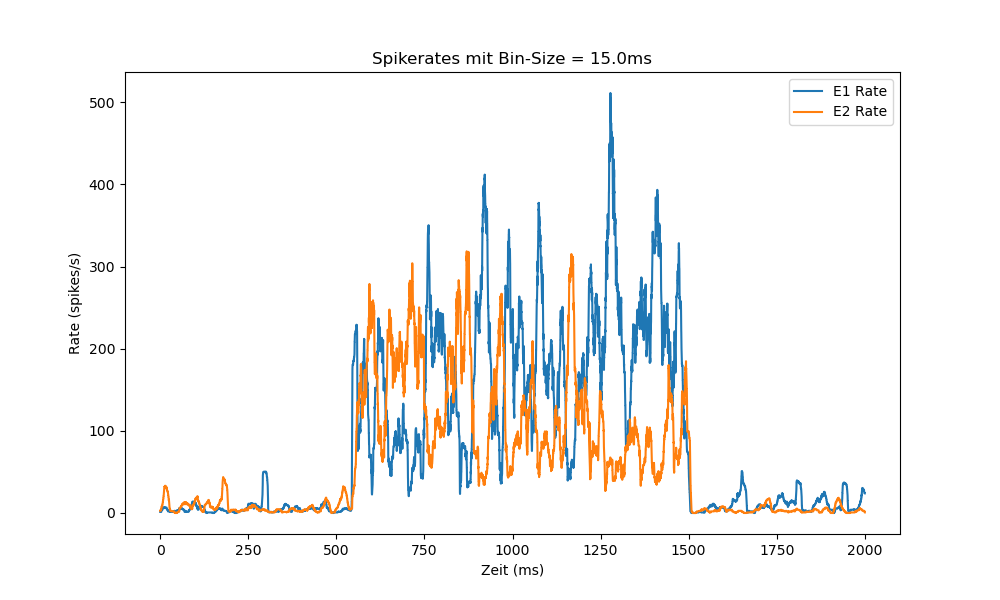 Spikerates mit Bin-Size = 15.0ms
E1 Rate
E2 Rate
Rate (spikes/s)
500
400
300
200
100
0
0 250 500 750 1000 1250 1500 1750 2000
Zeit (ms)